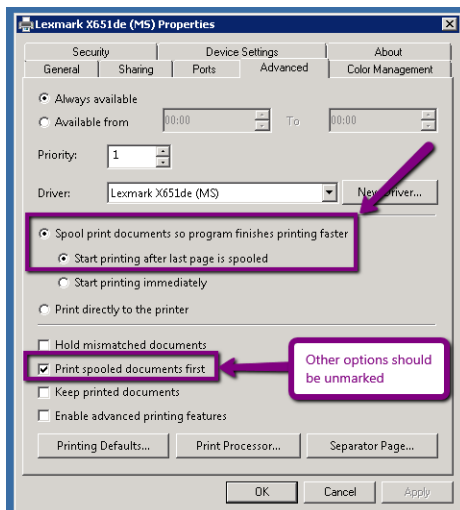 Lexmark X651de (MS) Properties
Security Device Settings About
General Sharing Ports Advanced Color Management
Always available
Available from 00:00 To 00:00
Priority: 1
Driver: Lexmark X651de (MS) New Driver...
Spool print documents so program finishes printing faster
Start printing after last page is spooled
Start printing immediately
Print directly to the printer
Hold mismatched documents
Print spooled documents first
Other options should
be unmarked
Keep printed documents
Enable advanced printing features
Printing Defaults... Print Processor... Separator Page...
OK Cancel Apply